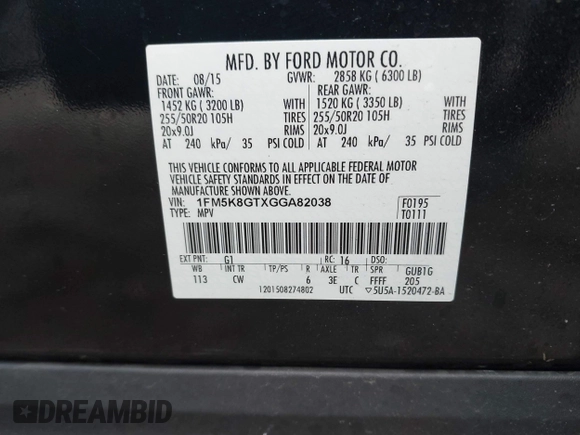 MFD. BY FORD MOTOR CO.
DATE: 08/15 GVWR: 2858 KG ( 6300 LB)
FRONT GAWR: REAR GAWR:
1452 KG ( 3200 LB) WITH 1520 KG ( 3350 LB) WITH
255/50R20 105H TIRES 255/50R20 105H TIRES
20x9.0J RIMS 20x9.0J RIMS
AT 240 kPa/ 35 PSI COLD AT 240 kPa/ 35 PSI COLD
THIS VEHICLE CONFORMS TO ALL APPLICABLE FEDERAL MOTOR
VEHICLE SAFETY STANDARDS IN EFFECT ON THE DATE OF
MANUFACTURE SHOWN ABOVE.
VIN: 1FM5K8GTXGGA82038 F0195
TYPE: MPV T0111
EXT PNT: G1 RC: 16 DSO:
WB INT TR TP/PS R AXLE TR SPR GUB1G
113 CW 6 3E C FFFF 205
1201508274802 UTC ▽5U5A-1520472-BA
DREAMBID